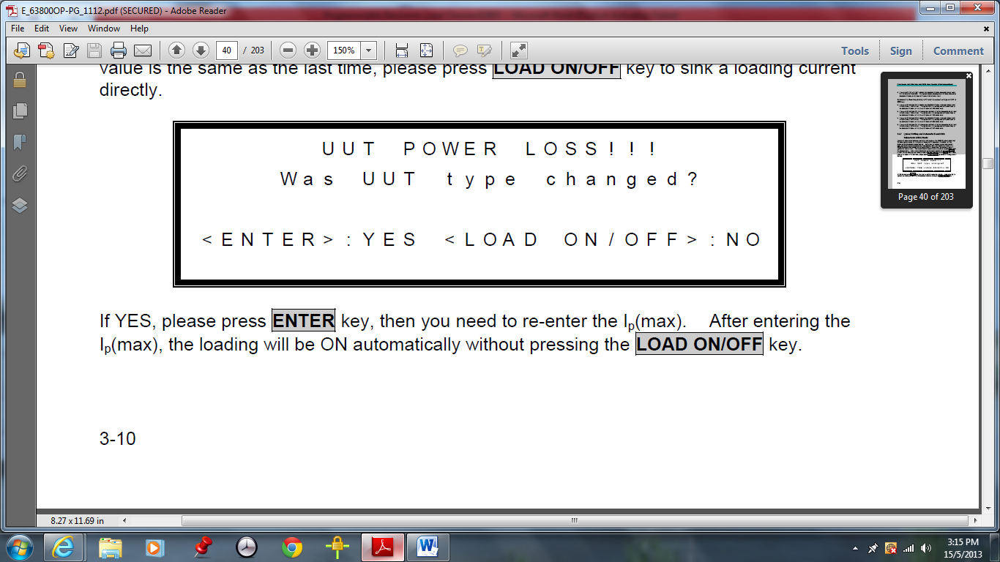 E_63800OP-PG_1112.pdf (SECURED) - Adobe Reader
File Edit View Window Help
40 / 203 150% Tools Sign Comment
value is the same as the last time, please press LOAD ON/OFF key to sink a loading current
directly.
UUT POWER LOSS!!!
Was UUT type changed?
<ENTER>:YES <LOAD ON/OFF>:NO
If YES, please press ENTER key, then you need to re-enter the Ip(max). After entering the
Ip(max), the loading will be ON automatically without pressing the LOAD ON/OFF key.
3-10
Page 40 of 203
8.27 x 11.69 in
3:15 PM
15/5/2013